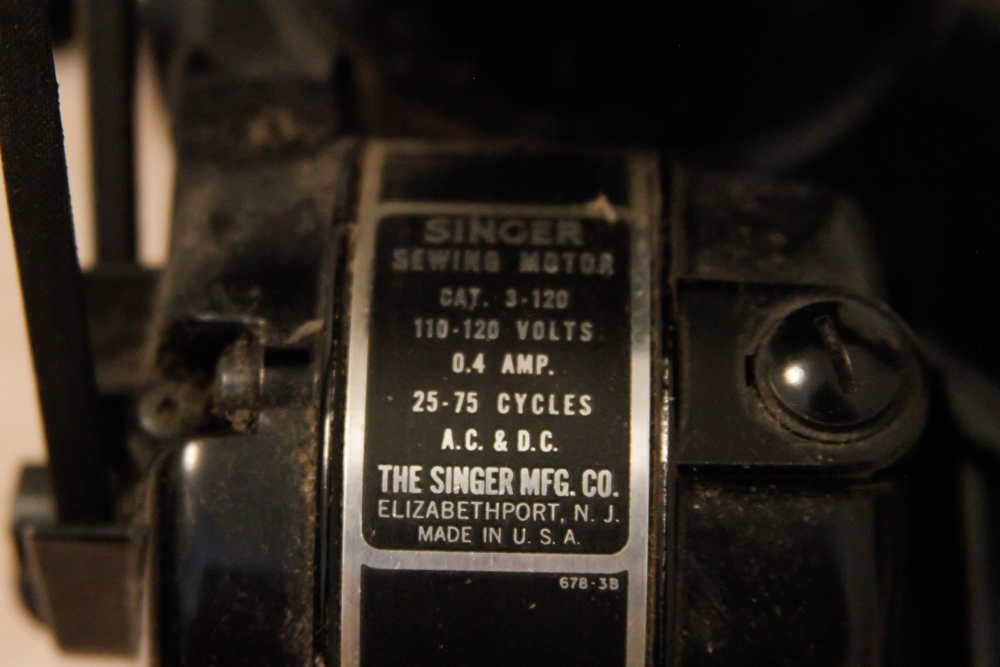 SINGER
SEWING MOTOR
CAT. 3-120
110-120 VOLTS
0.4 AMP.
25-75 CYCLES
A.C. & D.C.
THE SINGER MFG. CO.
ELIZABETHPORT, N. J.
MADE IN U. S. A.
678-3B